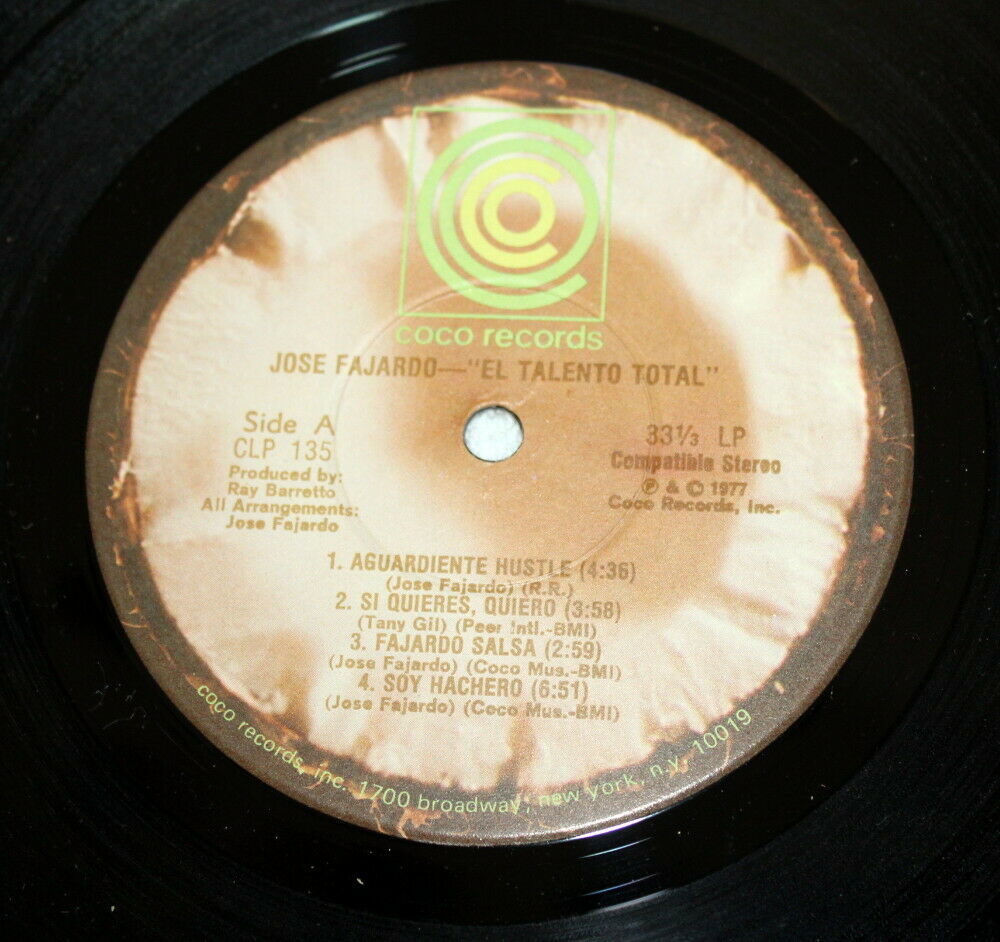 coco records
JOSE FAJARDO—"EL TALENTO TOTAL"
Side A
CLP 135
Produced by:
Ray Barretto
All Arrangements:
Jose Fajardo
33⅓ LP
Compatible Stereo
℗ & © 1977
Coco Records, Inc.
1. AGUARDIENTE HUSTLE (4:36)
(Jose Fajardo) (R.R.)
2. SI QUIERES, QUIERO (3:58)
(Tany Gil) (Peer Intl.-BMI)
3. FAJARDO SALSA (2:59)
(Jose Fajardo) (Coco Mus.-BMI)
4. SOY HACHERO (6:51)
(Jose Fajardo) (Coco Mus.-BMI)
coco records, inc. 1700 broadway, new york, n.y. 10019